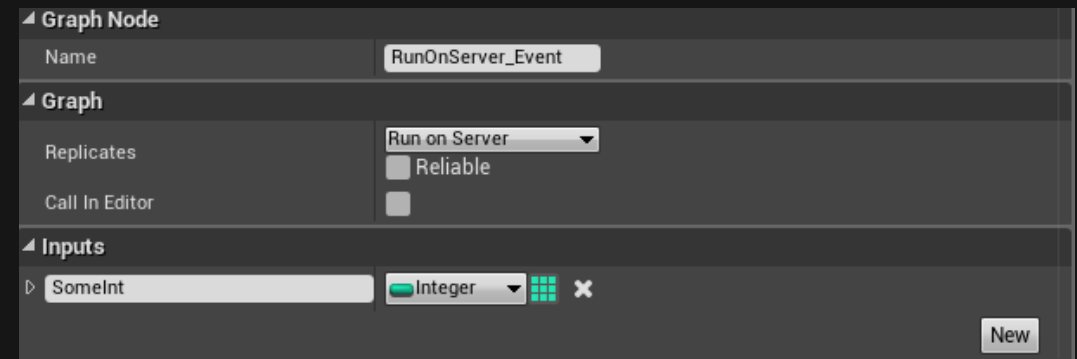 Graph Node
Name RunOnServer_Event
Graph
Replicates Run on Server
Reliable
Call In Editor
Inputs
SomeInt Integer
New